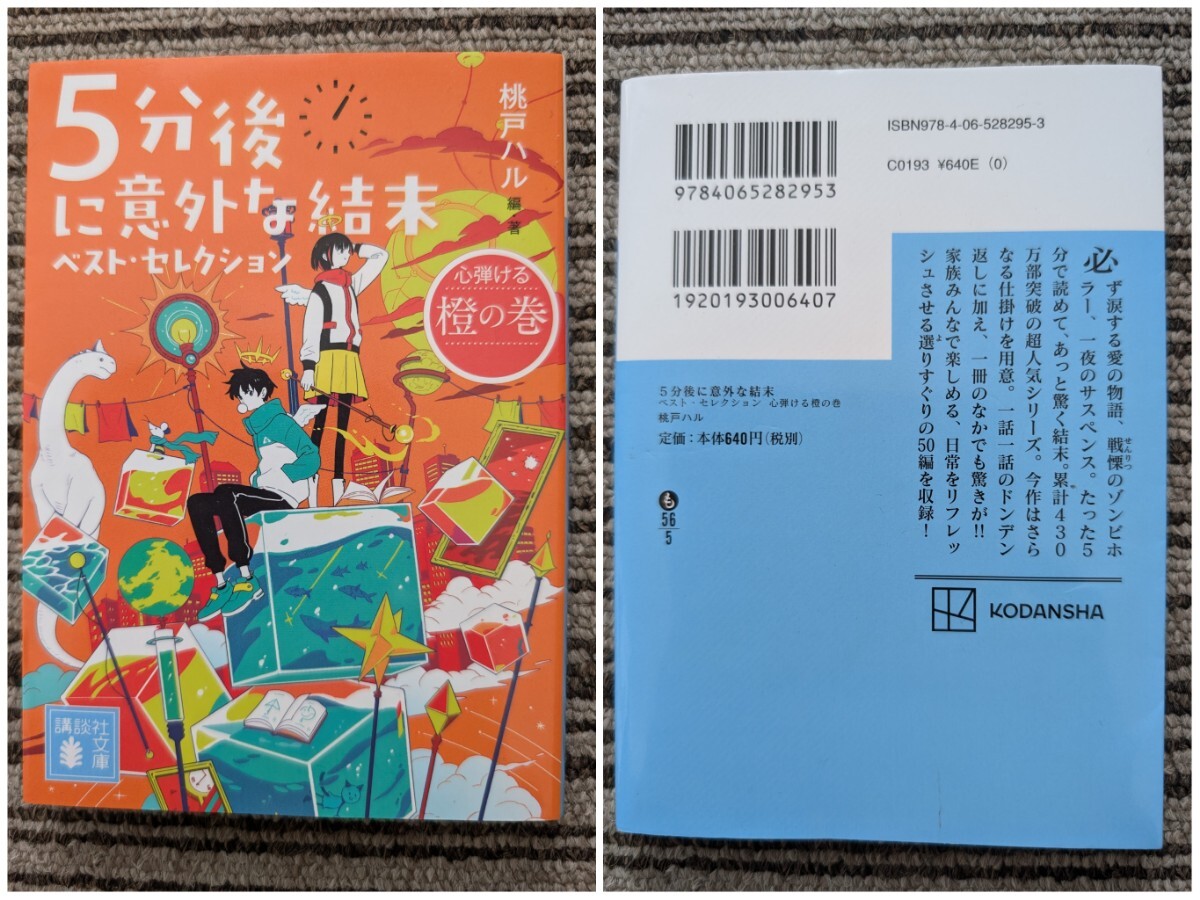 5分後
に意外な結末
ベスト・セレクション
桃戸ハル 編・著
心弾ける
橙の巻
講談社
文庫
ISBN978-4-06-528295-3
C0193 ¥640E (0)
9784065282953
1920193006407
5分後に意外な結末
ベスト・セレクション 心弾ける橙の巻
桃戸ハル
定価：本体640円(税別)
も
56
5
必ず涙する愛の物語、戦慄のゾンビホ
せんりつ
ラー、一夜のサスペンス。たった5
分で読めて、あっと驚く結末。累計430
万部突破の超人気シリーズ。今作はさら
なる仕掛けを用意。一話一話のドンデン
返しに加え、一冊のなかでも驚きが!!
家族みんなで楽しめる、日常をリフレッ
シュさせる選りすぐりの50編を収録！
よ
KODANSHA